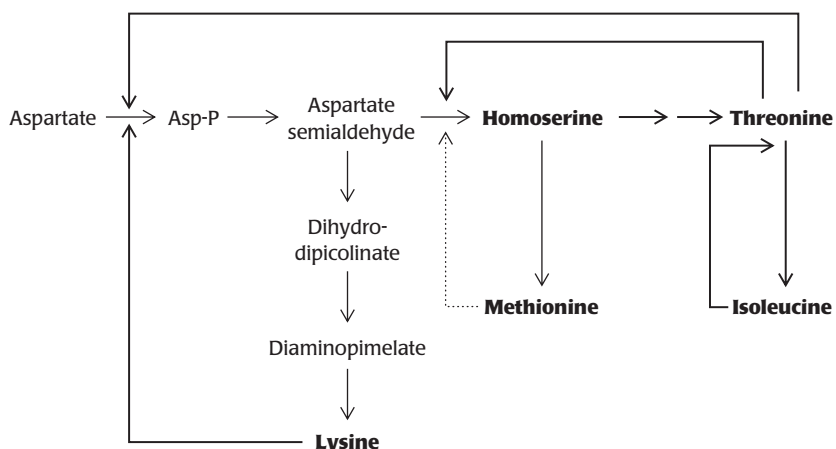 Aspartate
Asp-P
Aspartate
semialdehyde
Homoserine
Threonine
Dihydro-
dipicolinate
Methionine
Isoleucine
Diaminopimelate
Lysine